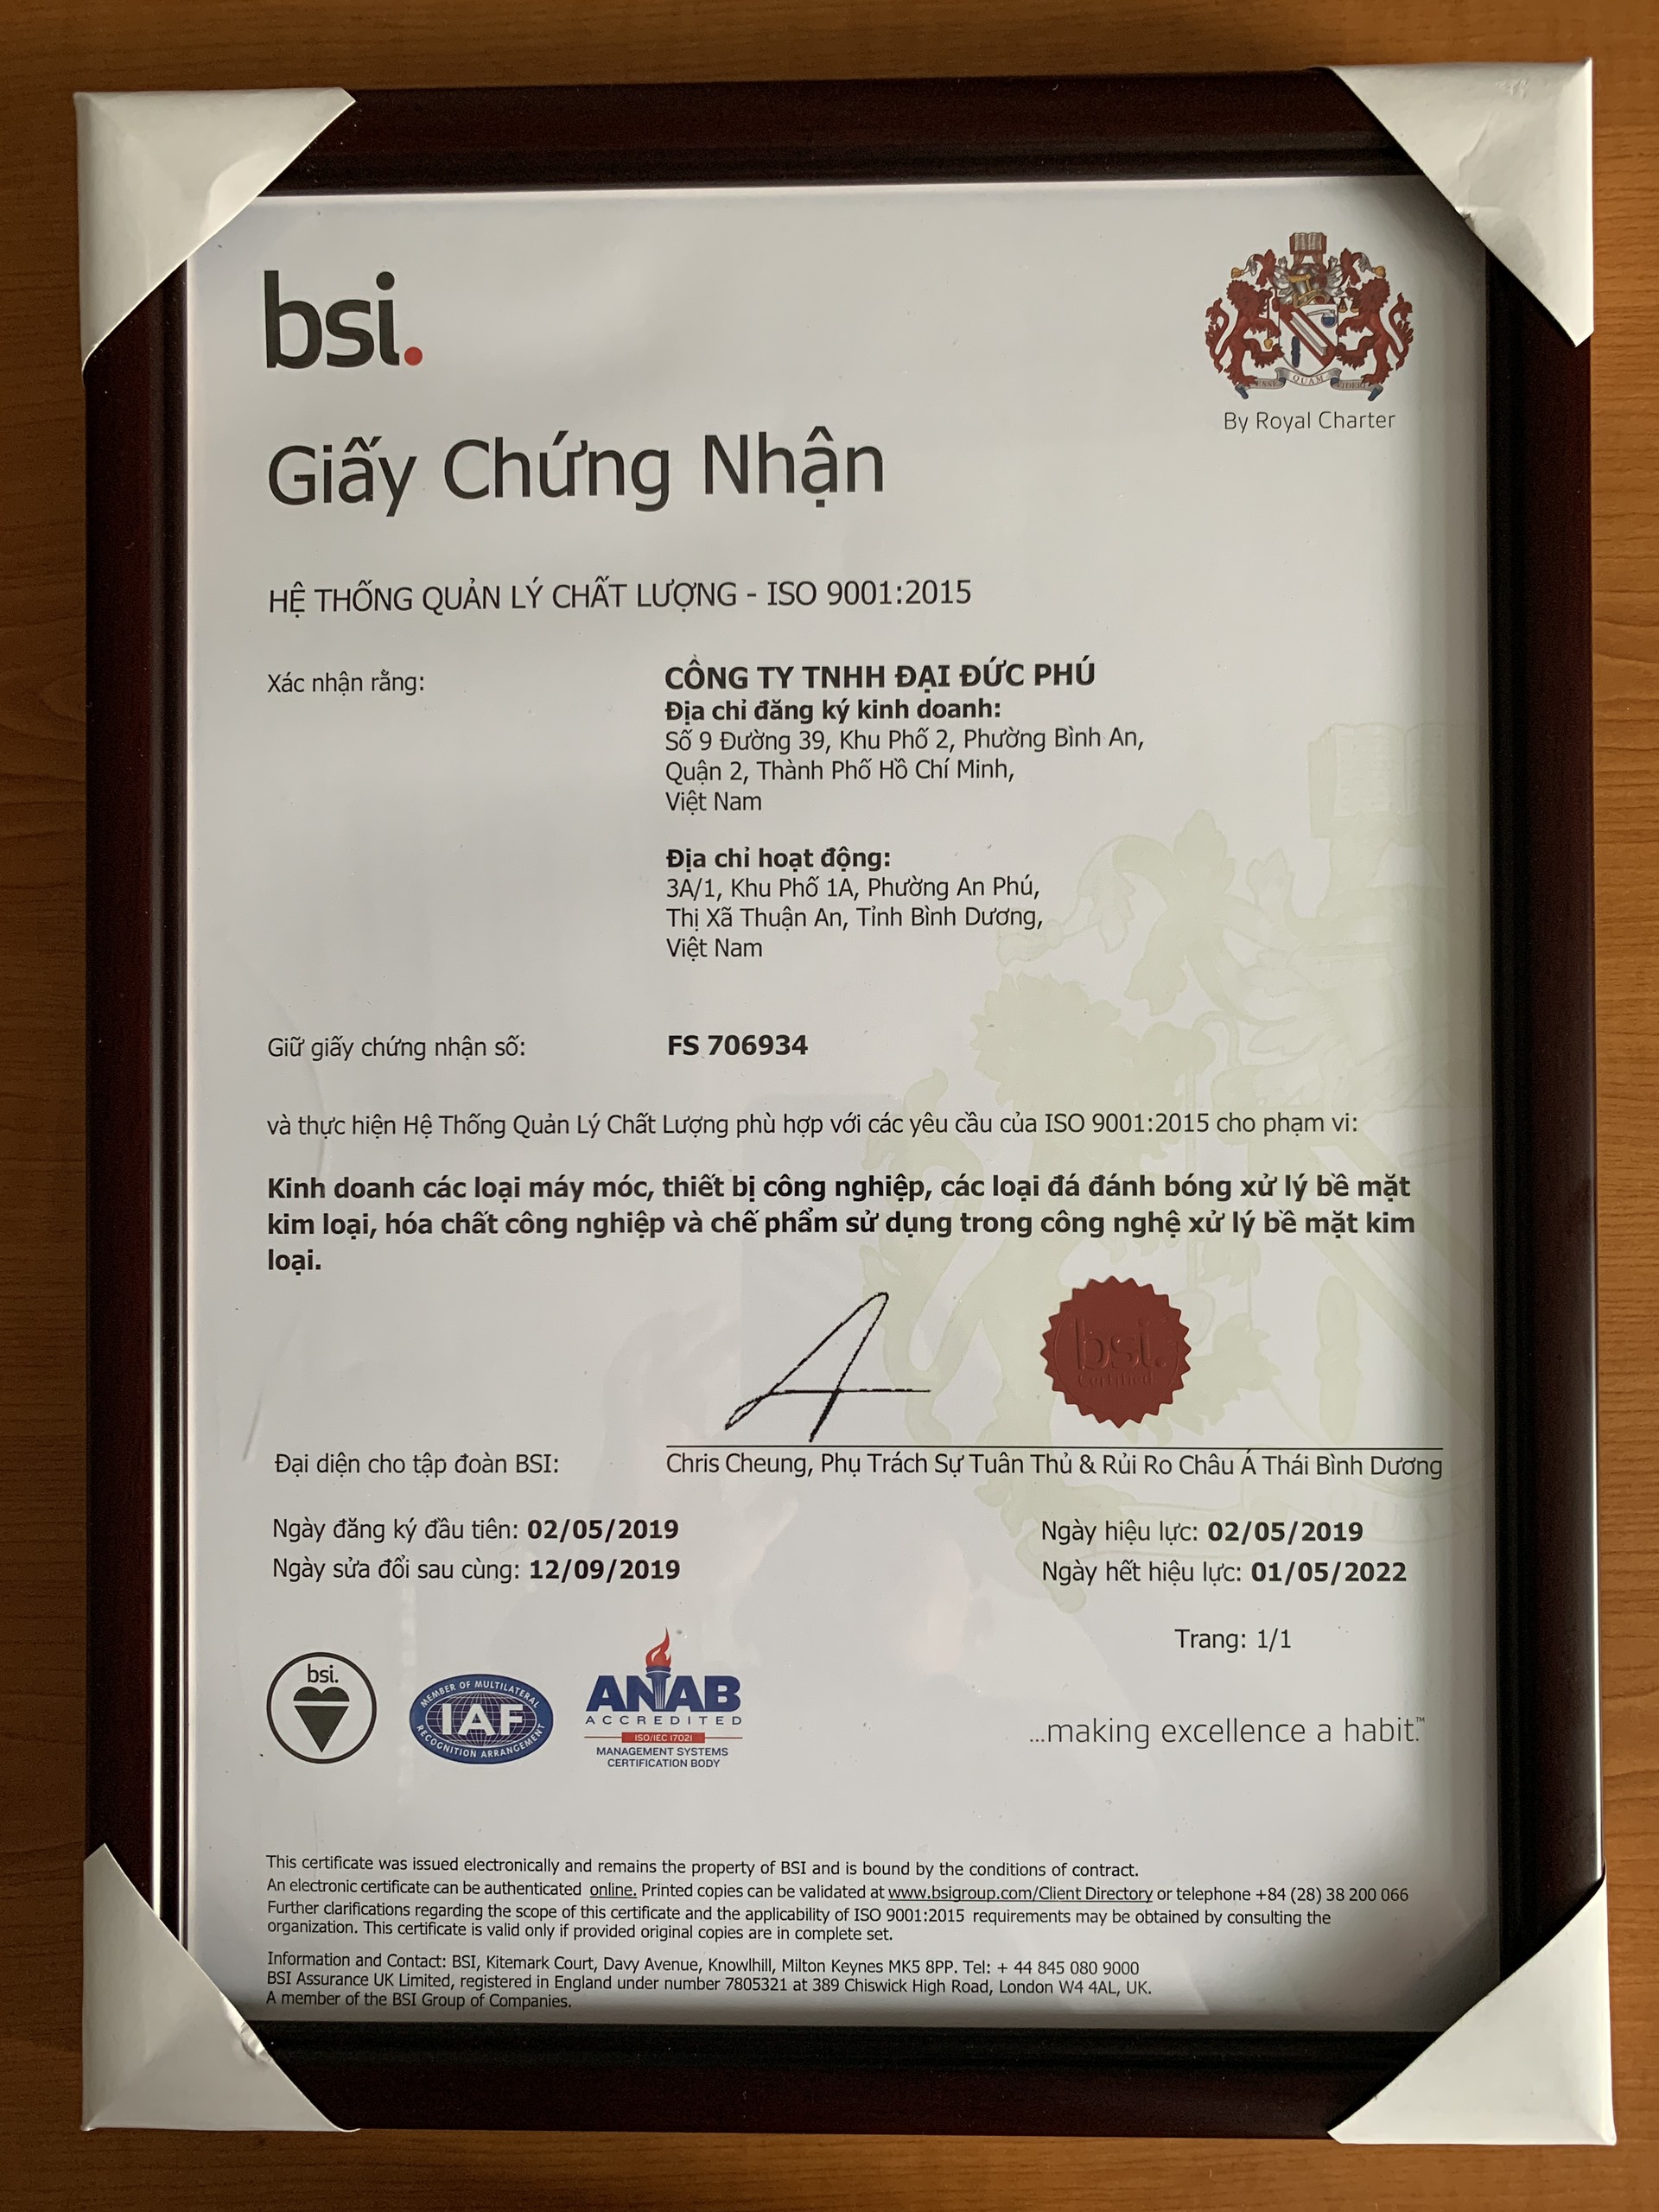 bsi.
ESSE QUAM VIDERI
By Royal Charter
Giấy Chứng Nhận
HỆ THỐNG QUẢN LÝ CHẤT LƯỢNG - ISO 9001:2015
Xác nhận rằng:
CÔNG TY TNHH ĐẠI ĐỨC PHÚ
Địa chỉ đăng ký kinh doanh:
Số 9 Đường 39, Khu Phố 2, Phường Bình An,
Quận 2, Thành Phố Hồ Chí Minh,
Việt Nam
Địa chỉ hoạt động:
3A/1, Khu Phố 1A, Phường An Phú,
Thị Xã Thuận An, Tỉnh Bình Dương,
Việt Nam
Giữ giấy chứng nhận số:
FS 706934
và thực hiện Hệ Thống Quản Lý Chất Lượng phù hợp với các yêu cầu của ISO 9001:2015 cho phạm vi:
Kinh doanh các loại máy móc, thiết bị công nghiệp, các loại đá đánh bóng xử lý bề mặt
kim loại, hóa chất công nghiệp và chế phẩm sử dụng trong công nghệ xử lý bề mặt kim
loại.
bsi.
Certified
Đại diện cho tập đoàn BSI:
Chris Cheung, Phụ Trách Sự Tuân Thủ & Rủi Ro Châu Á Thái Bình Dương
Ngày đăng ký đầu tiên: 02/05/2019
Ngày hiệu lực: 02/05/2019
Ngày sửa đổi sau cùng: 12/09/2019
Ngày hết hiệu lực: 01/05/2022
Trang: 1/1
bsi.
MEMBER OF MULTILATERAL
IAF
RECOGNITION ARRANGEMENT
ANAB
ACCREDITED
ISO/IEC 17021
MANAGEMENT SYSTEMS
CERTIFICATION BODY
...making excellence a habit.™
This certificate was issued electronically and remains the property of BSI and is bound by the conditions of contract.
An electronic certificate can be authenticated online. Printed copies can be validated at www.bsigroup.com/Client Directory or telephone +84 (28) 38 200 066
Further clarifications regarding the scope of this certificate and the applicability of ISO 9001:2015 requirements may be obtained by consulting the
organization. This certificate is valid only if provided original copies are in complete set.
Information and Contact: BSI, Kitemark Court, Davy Avenue, Knowlhill, Milton Keynes MK5 8PP. Tel: + 44 845 080 9000
BSI Assurance UK Limited, registered in England under number 7805321 at 389 Chiswick High Road, London W4 4AL, UK.
A member of the BSI Group of Companies.